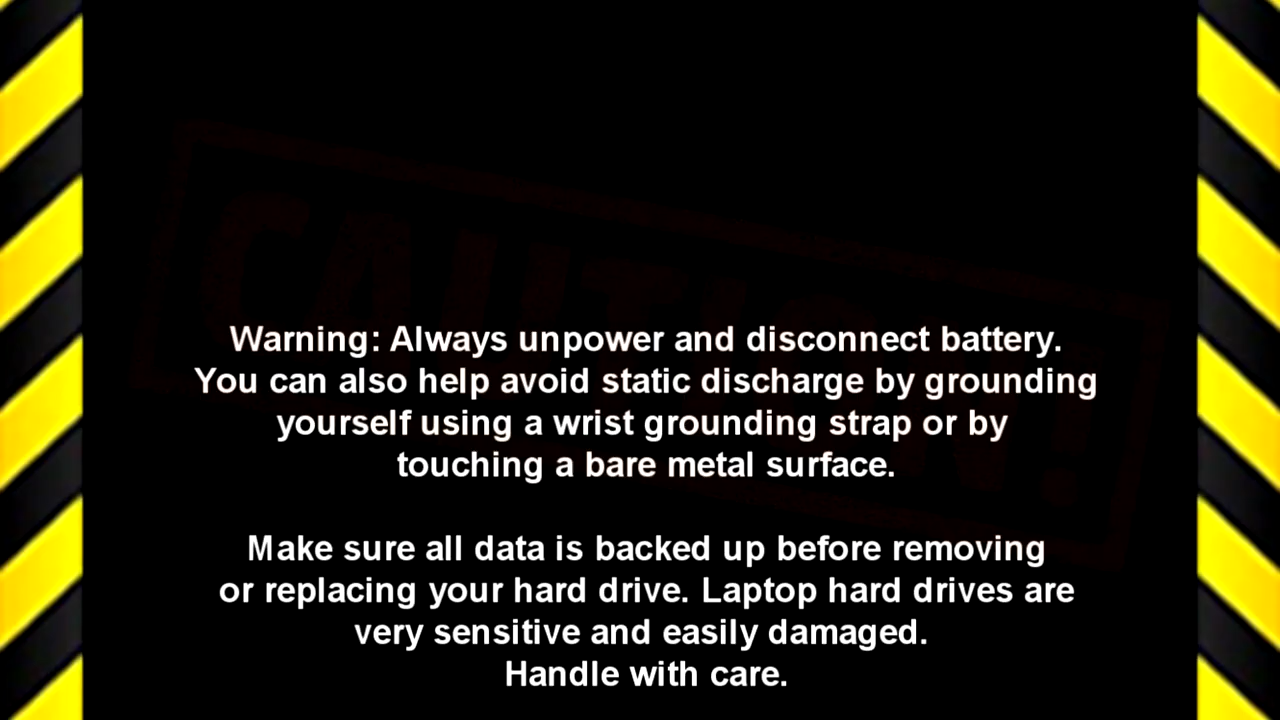 CAUTION!
Warning: Always unpower and disconnect battery.
You can also help avoid static discharge by grounding
yourself using a wrist grounding strap or by
touching a bare metal surface.
Make sure all data is backed up before removing
or replacing your hard drive. Laptop hard drives are
very sensitive and easily damaged.
Handle with care.